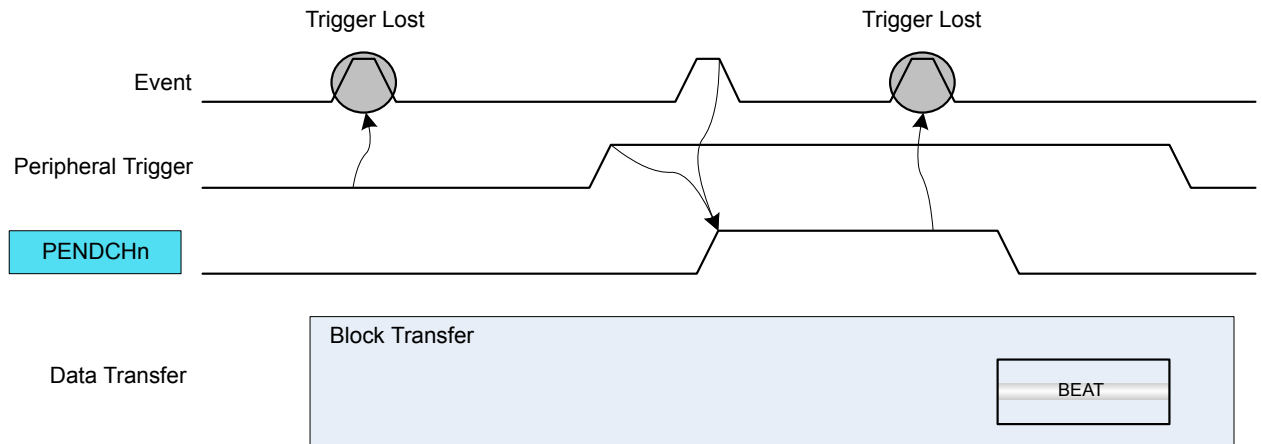 Trigger Lost
Trigger Lost
Event
Peripheral Trigger
PENDCHn
Block Transfer
Data Transfer
BEAT